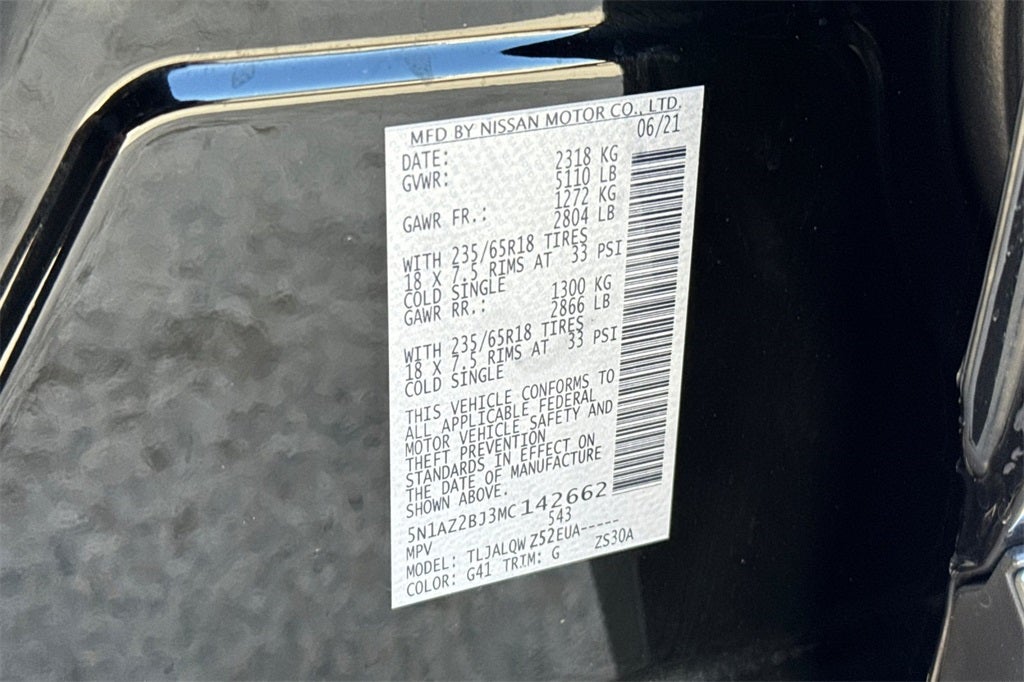 MFD BY NISSAN MOTOR CO., LTD.
DATE: 06/21
GVWR: 2318 KG
5110 LB
GAWR FR.: 1272 KG
2804 LB
WITH 235/65R18 TIRES
18 X 7.5 RIMS AT 33 PSI
COLD SINGLE
GAWR RR.: 1300 KG
2866 LB
WITH 235/65R18 TIRES
18 X 7.5 RIMS AT 33 PSI
COLD SINGLE
THIS VEHICLE CONFORMS TO
ALL APPLICABLE FEDERAL
MOTOR VEHICLE SAFETY AND
THEFT PREVENTION
STANDARDS IN EFFECT ON
THE DATE OF MANUFACTURE
SHOWN ABOVE.
5N1AZ2BJ3MC142662
MPV 543
MODEL: TLJALQWZ52EUA-----
COLOR: G41 TRIM: G ZS30A